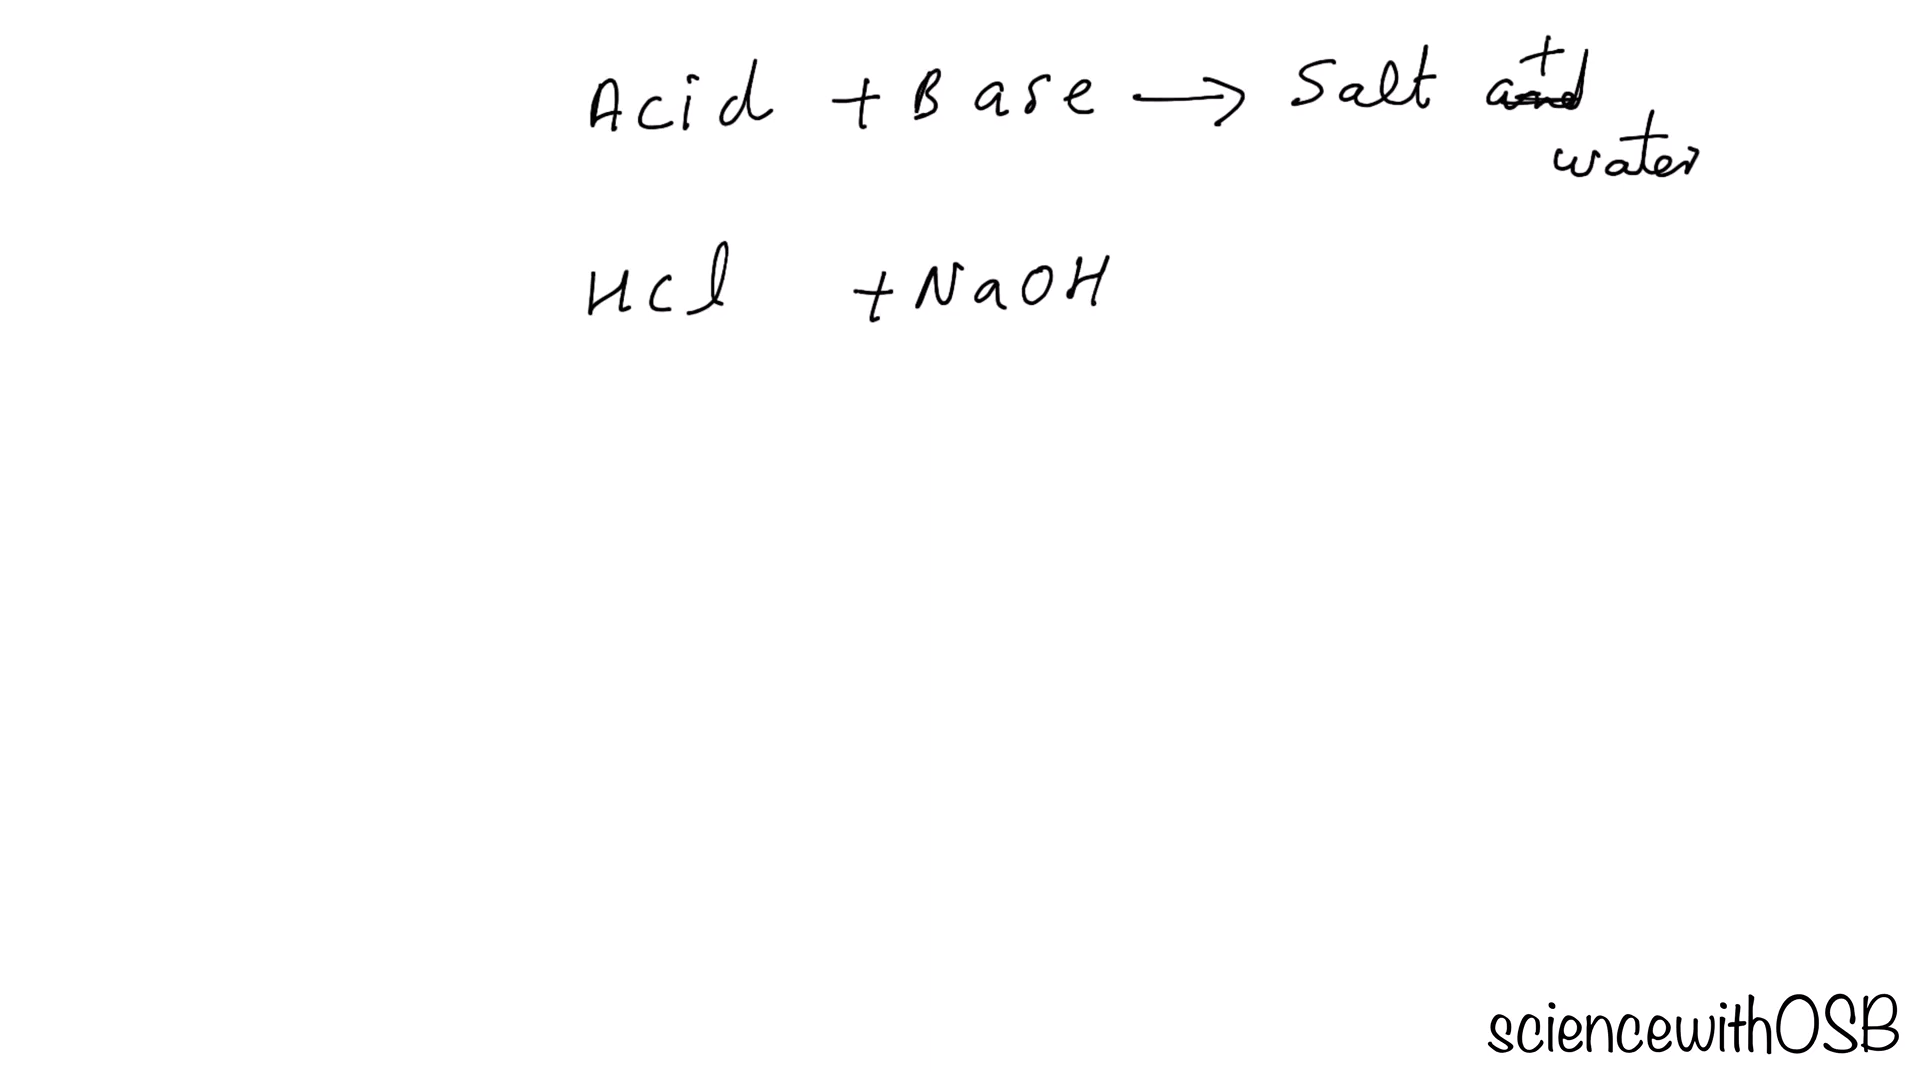 Acid + Base → Salt +
water
HCl + NaOH
sciencewithOSB